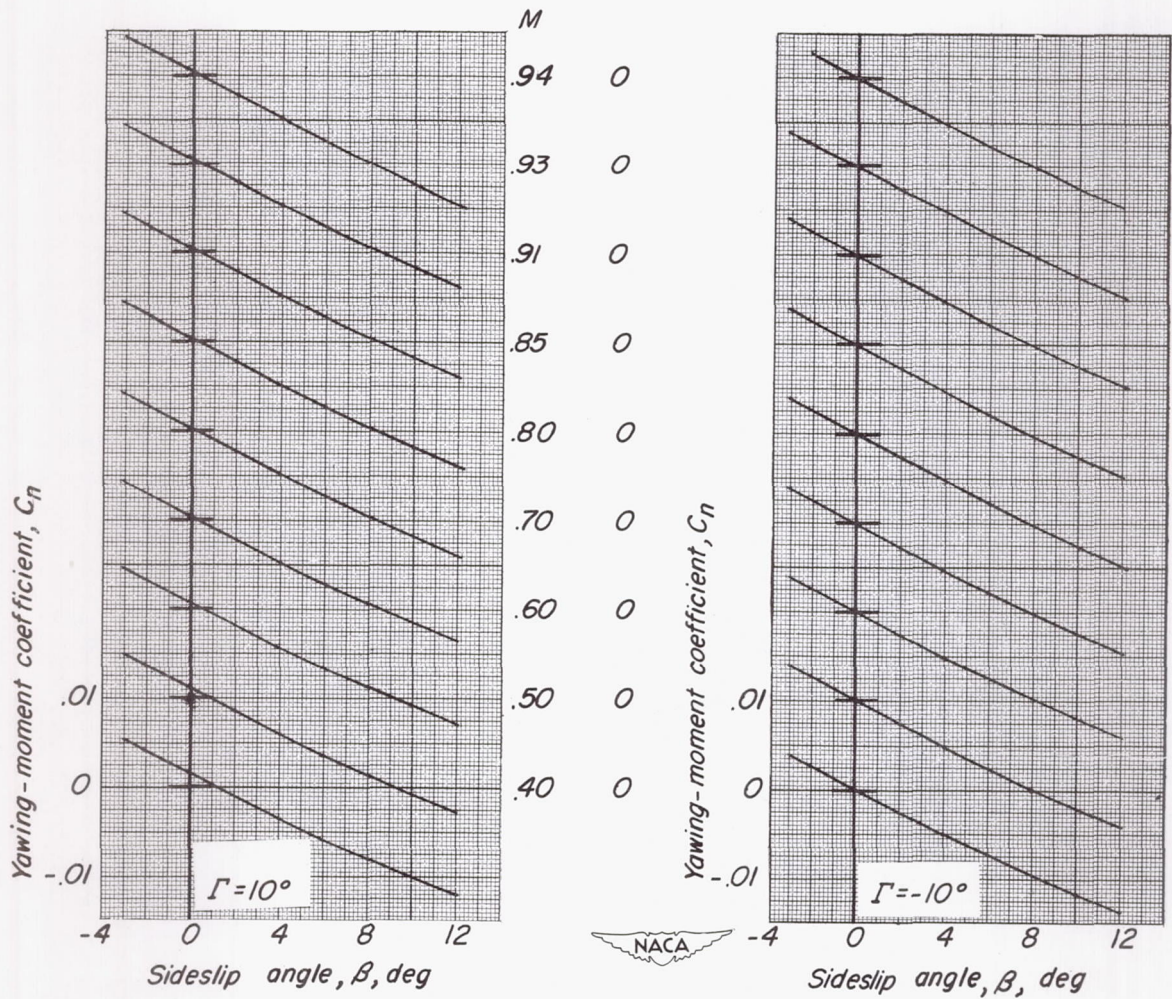 M
.94 0
.93 0
.91 0
.85 0
.80 0
.70 0
.60 0
.50 0
.40 0
Yawing-moment coefficient, Cn
.01
0
-.01
Γ=10°
-4 0 4 8 12
Sideslip angle, β, deg
NACA
Yawing-moment coefficient, Cn
.01
0
-.01
Γ=-10°
-4 0 4 8 12
Sideslip angle, β, deg